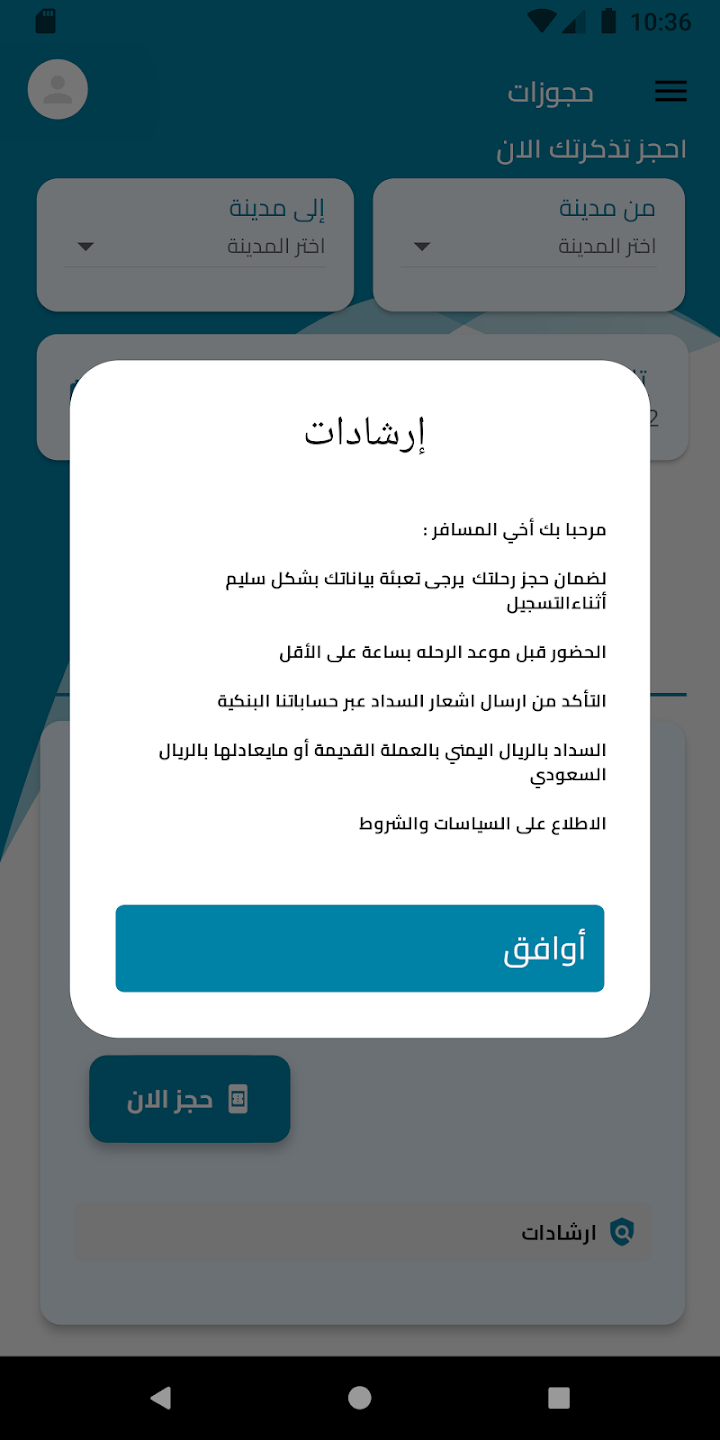 10:36
حجوزات
احجز تذكرتك الان
من مدينة
اختر المدينة
إلى مدينة
اختر المدينة
إرشادات
مرحبا بك أخي المسافر :
لضمان حجز رحلتك يرجى تعبئة بياناتك بشكل سليم
أثناءالتسجيل
الحضور قبل موعد الرحله بساعة على الأقل
التأكد من ارسال اشعار السداد عبر حساباتنا البنكية
السداد بالريال اليمني بالعملة القديمة أو مايعادلها بالريال
السعودي
الاطلاع على السياسات والشروط
أوافق
حجز الان
ارشادات